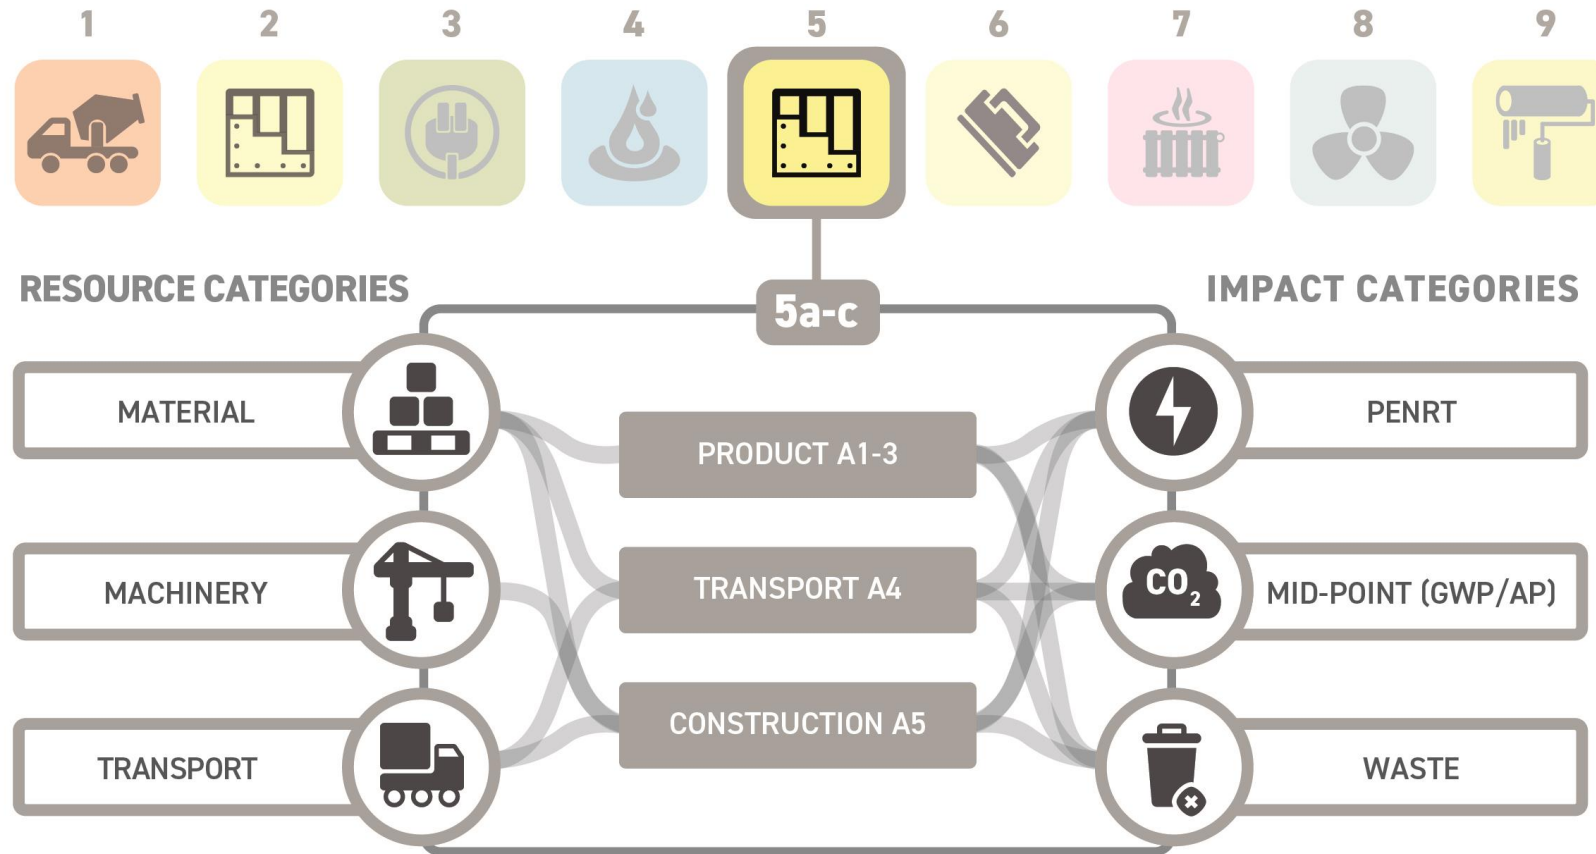 1 2 3 4 5 6 7 8 9
RESOURCE CATEGORIES
IMPACT CATEGORIES
5a-c
MATERIAL
PRODUCT A1-3
PENRT
MACHINERY
TRANSPORT A4
CO₂
MID-POINT (GWP/AP)
CONSTRUCTION A5
TRANSPORT
WASTE